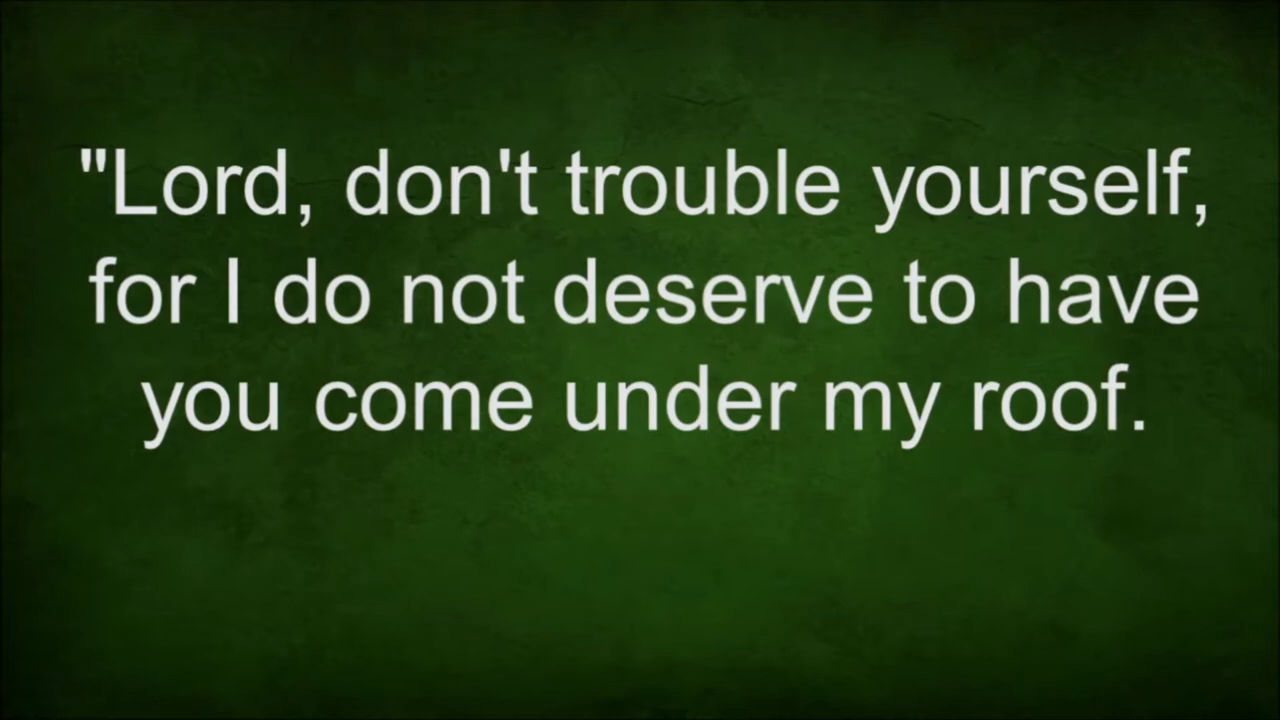 "Lord, don't trouble yourself,
for I do not deserve to have
you come under my roof.